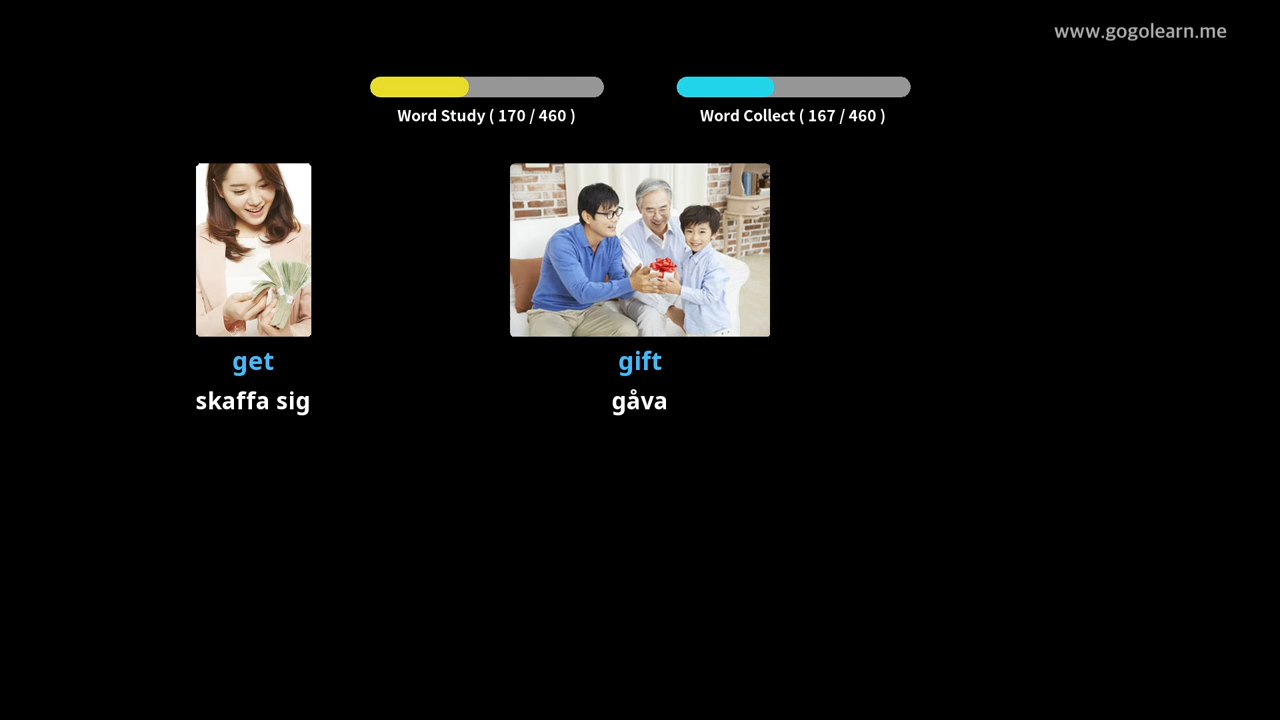 www.gogolearn.me
Word Study ( 170 / 460 )
Word Collect ( 167 / 460 )
get
skaffa sig
gift
gåva